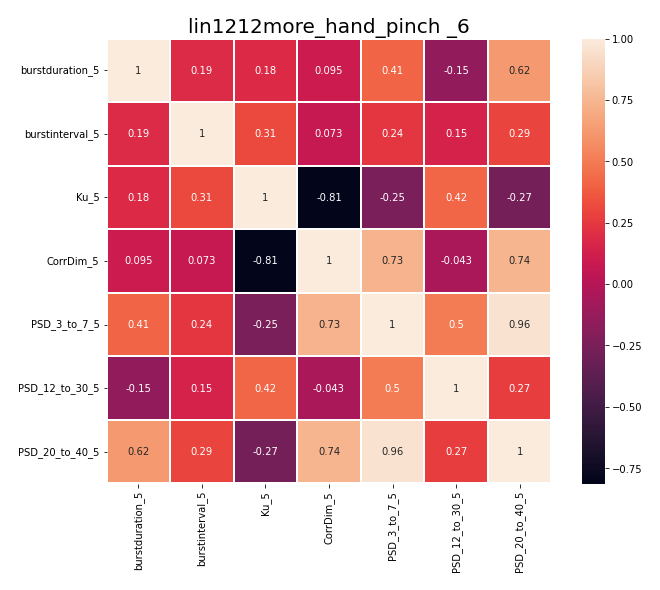 lin1212more_hand_pinch _6
burstduration_5 1 0.19 0.18 0.095 0.41 -0.15 0.62
burstinterval_5 0.19 1 0.31 0.073 0.24 0.15 0.29
Ku_5 0.18 0.31 1 -0.81 -0.25 0.42 -0.27
CorrDim_5 0.095 0.073 -0.81 1 0.73 -0.043 0.74
PSD_3_to_7_5 0.41 0.24 -0.25 0.73 1 0.5 0.96
PSD_12_to_30_5 -0.15 0.15 0.42 -0.043 0.5 1 0.27
PSD_20_to_40_5 0.62 0.29 -0.27 0.74 0.96 0.27 1
burstduration_5
burstinterval_5
Ku_5
CorrDim_5
PSD_3_to_7_5
PSD_12_to_30_5
PSD_20_to_40_5
1.00
0.75
0.50
0.25
0.00
−0.25
−0.50
−0.75